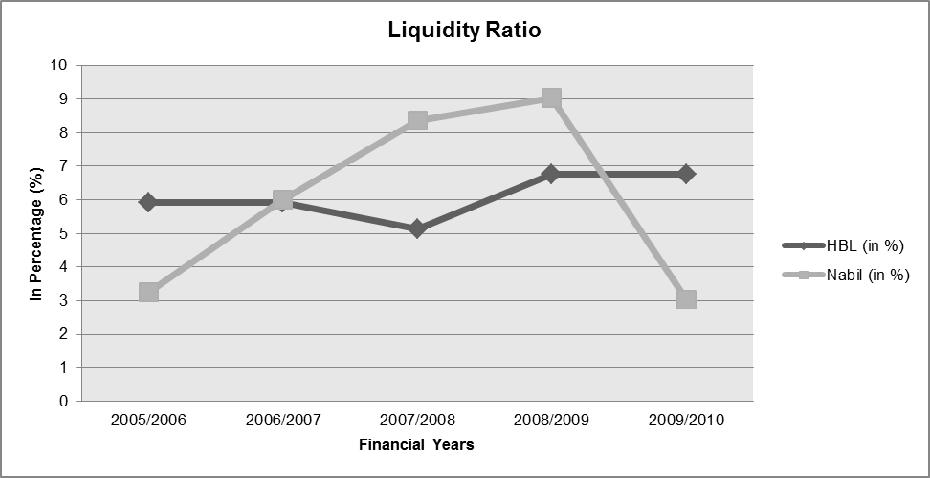 Liquidity Ratio
In Percentage (%)
10
9
8
7
6
5
4
3
2
1
0
2005/2006 2006/2007 2007/2008 2008/2009 2009/2010
Financial Years
HBL (in %)
Nabil (in %)